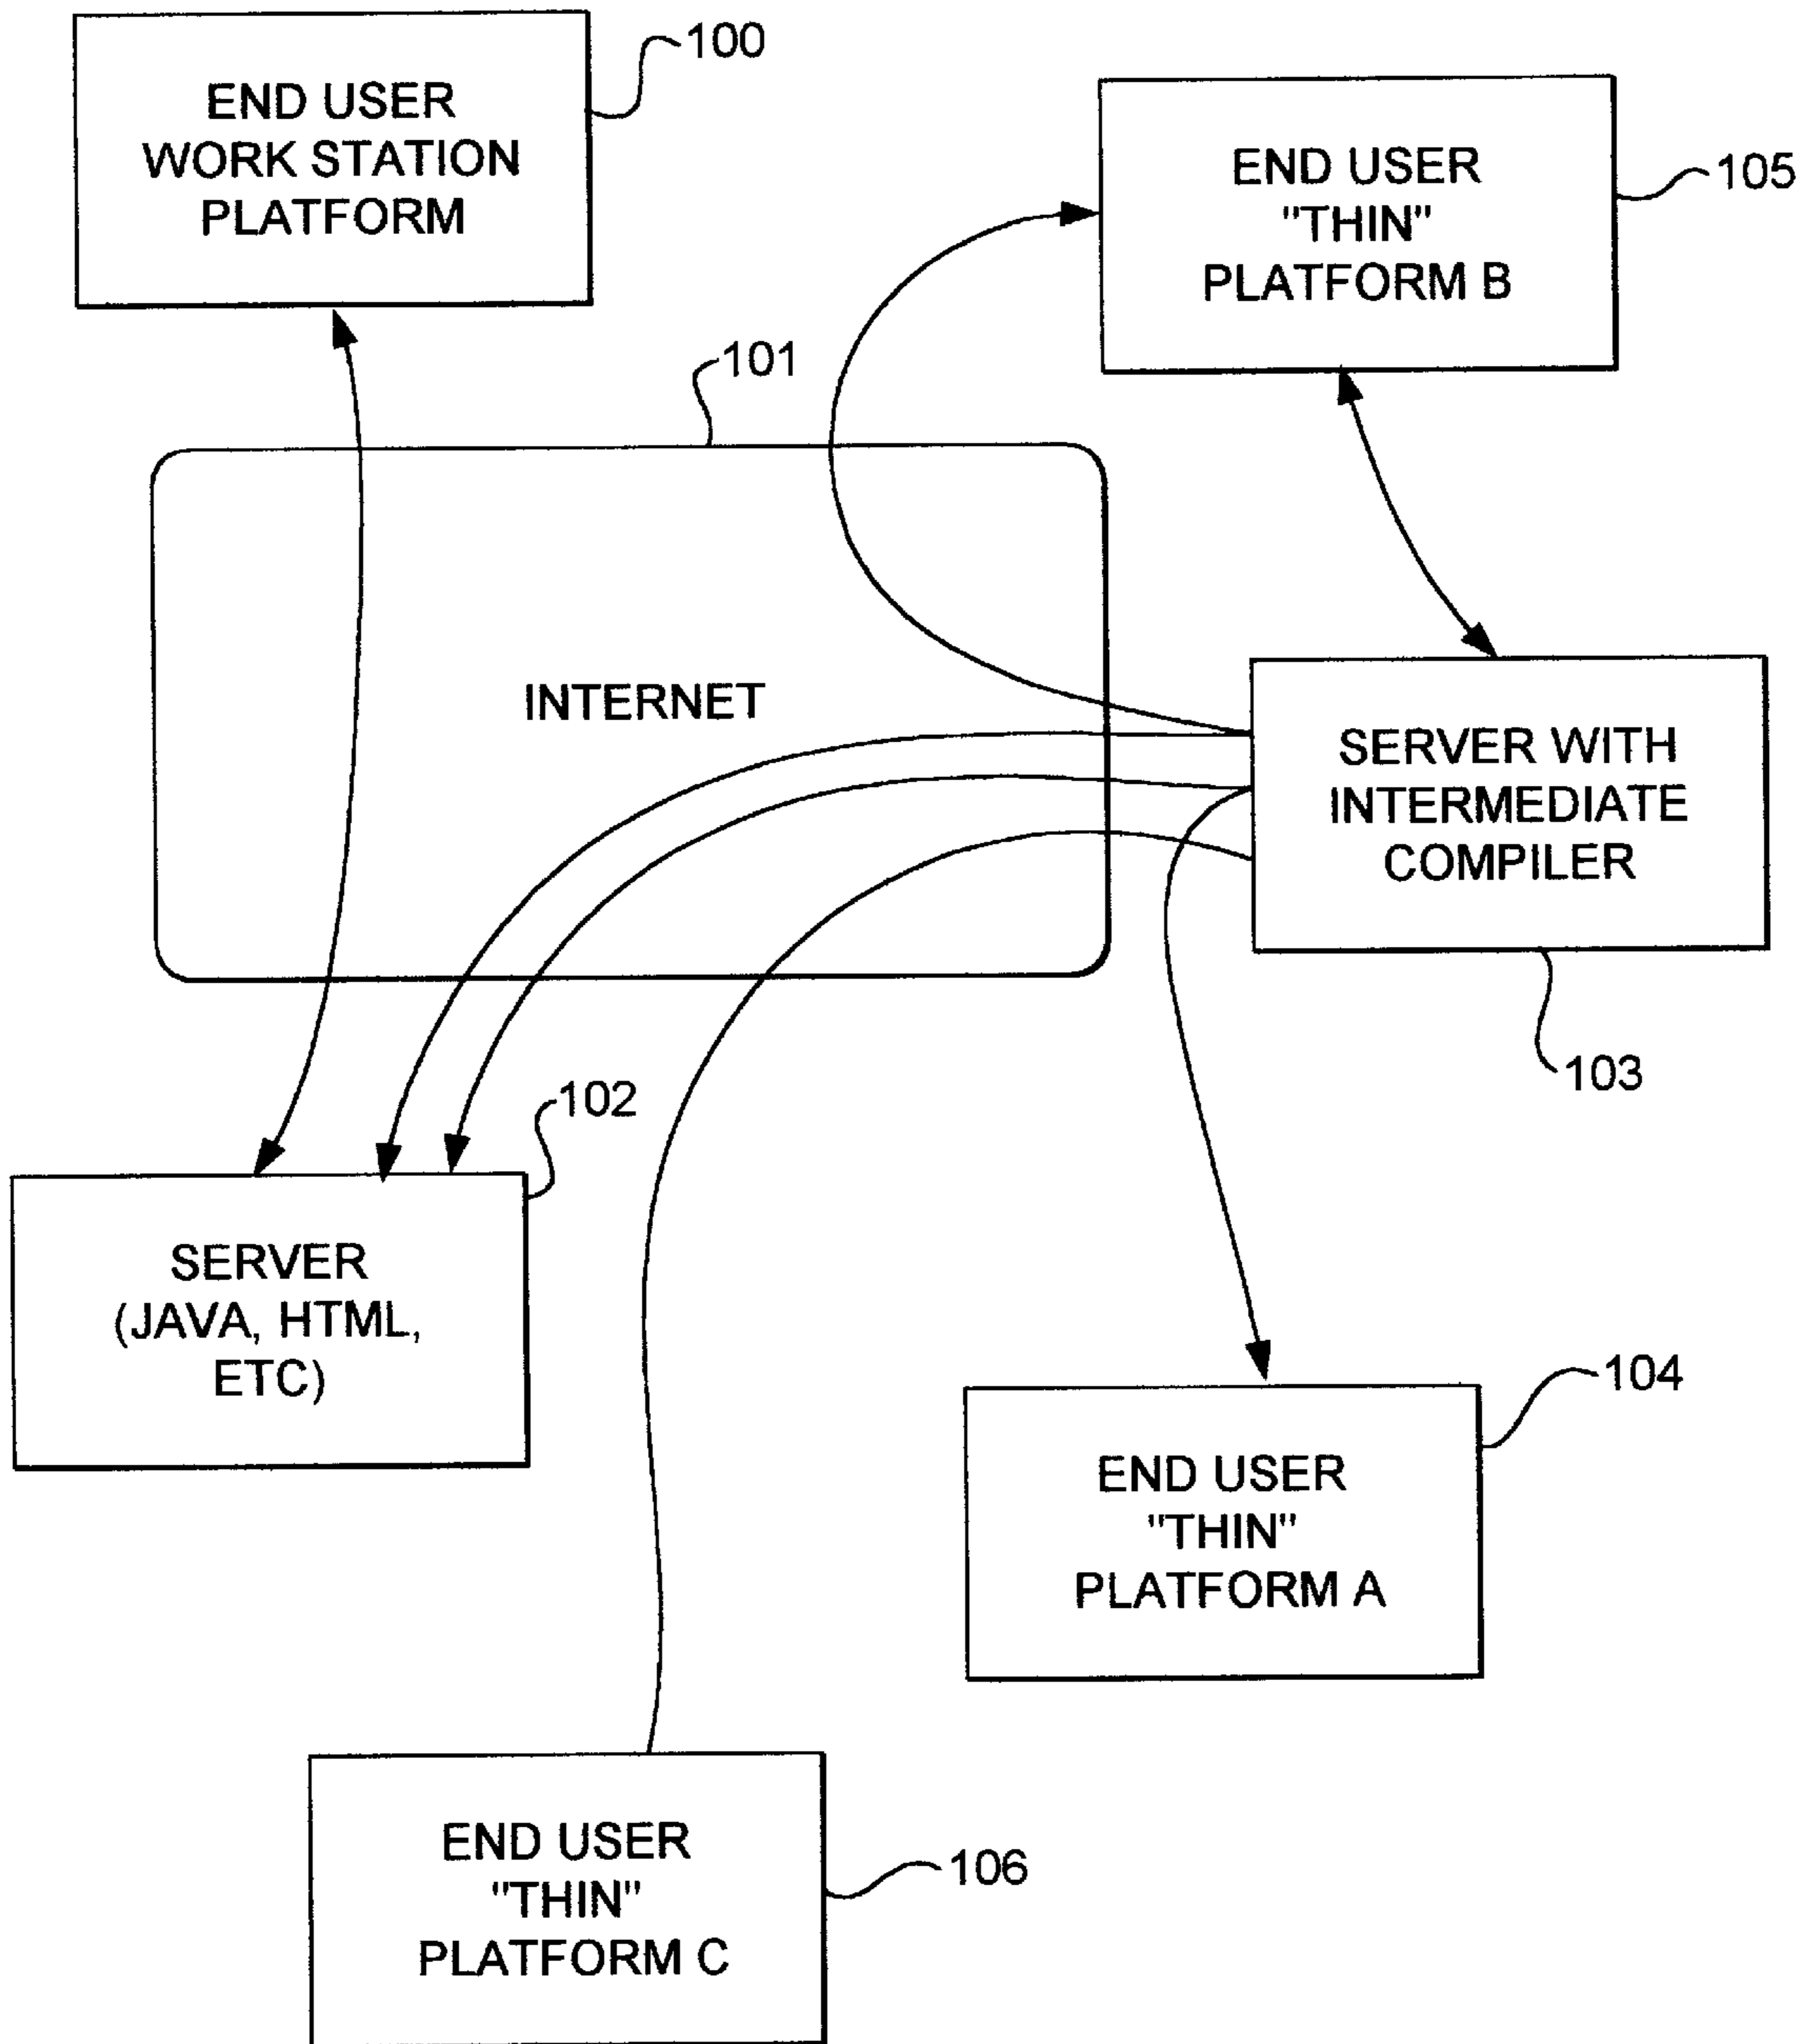 100
END USER
WORK STATION
PLATFORM
105
END USER
"THIN"
PLATFORM B
101
INTERNET
SERVER WITH
INTERMEDIATE
COMPILER
103
102
SERVER
(JAVA, HTML,
ETC)
104
END USER
"THIN"
PLATFORM A
106
END USER
"THIN"
PLATFORM C